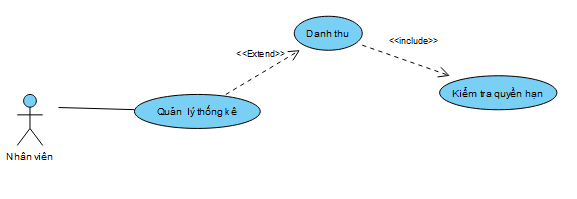 Danh thu
<<Extend>>
<<include>>
Kiểm tra quyền hạn
Quản lý thống kê
Nhân viên